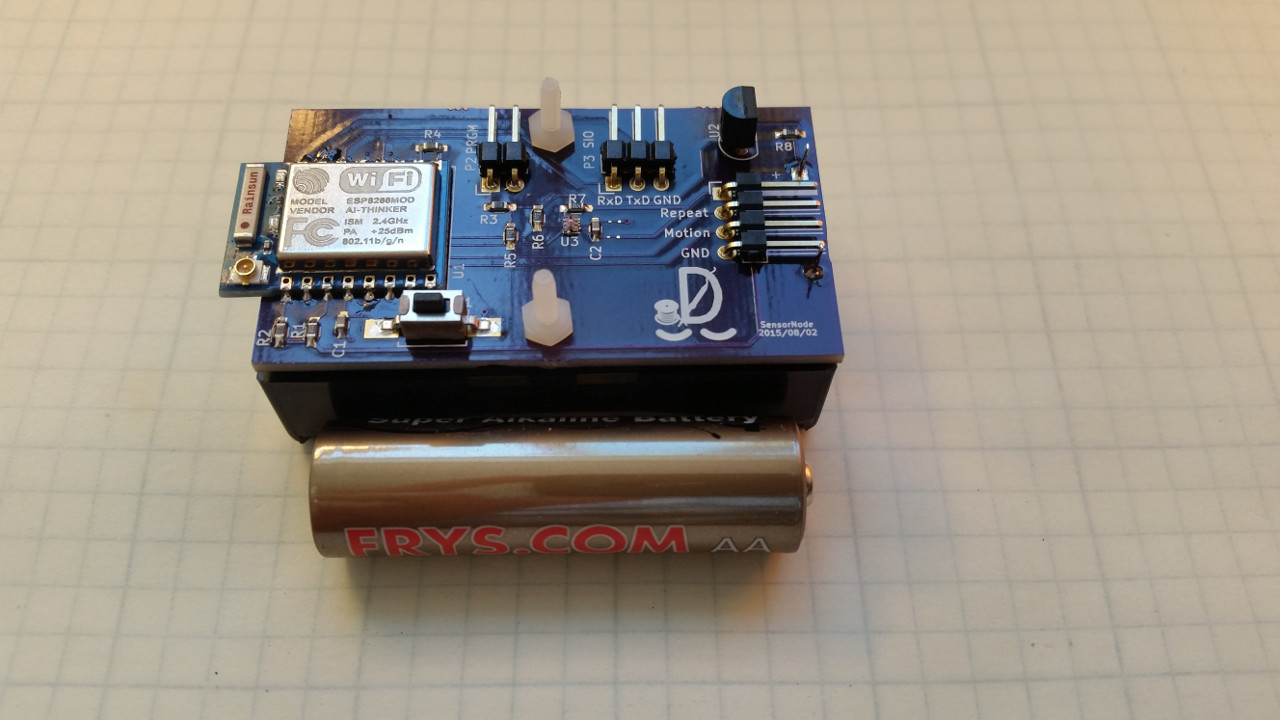 R4
P2 PRGM
P3 SIO
U2
R8
+
Rainsun
WiFi
MODEL ESP8266MOD
VENDOR AI-THINKER
ISM 2.4GHz
PA +25dBm
802.11b/g/n
FC
R3
R5
R6
R7
U3
C2
RxD TxD GND
Repeat
Motion
GND
U1
R2
R1
C1
D
SensorNode
2015/08/02
Super Alkaline Battery
FRYS.COM AA